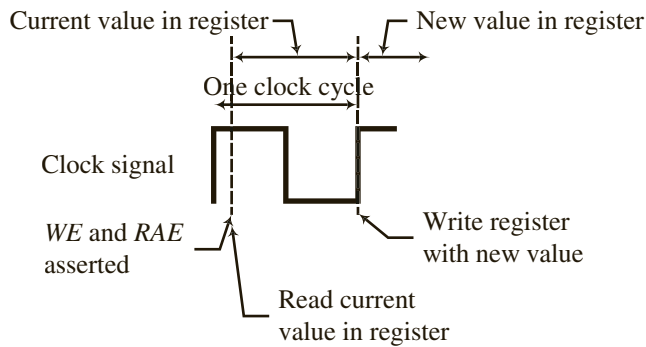 Current value in register
New value in register
One clock cycle
Clock signal
WE and RAE
asserted
Write register
with new value
Read current
value in register